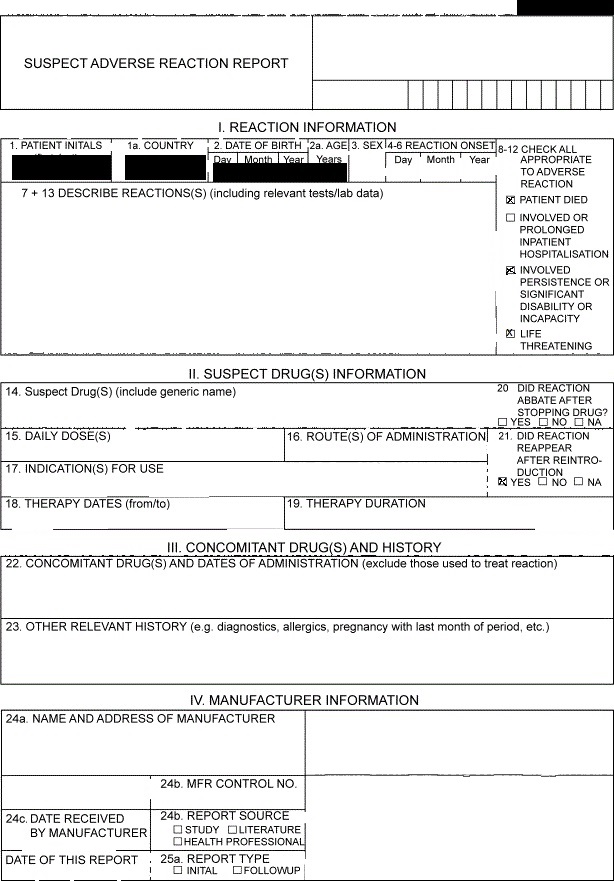 SUSPECT ADVERSE REACTION REPORT
I. REACTION INFORMATION
1. PATIENT INITALS
1a. COUNTRY
2. DATE OF BIRTH
Day Month Year
2a. AGE
Years
3. SEX
4-6 REACTION ONSET
Day Month Year
8-12 CHECK ALL
APPROPRIATE
TO ADVERSE
REACTION
PATIENT DIED
INVOLVED OR
PROLONGED
INPATIENT
HOSPITALISATION
INVOLVED
PERSISTENCE OR
SIGNIFICANT
DISABILITY OR
INCAPACITY
LIFE
THREATENING
7 + 13 DESCRIBE REACTIONS(S) (including relevant tests/lab data)
II. SUSPECT DRUG(S) INFORMATION
14. Suspect Drug(S) (include generic name)
20 DID REACTION
ABBATE AFTER
STOPPING DRUG?
YES NO NA
15. DAILY DOSE(S)
16. ROUTE(S) OF ADMINISTRATION
21. DID REACTION
REAPPEAR
AFTER REINTRO-
DUCTION
YES NO NA
17. INDICATION(S) FOR USE
18. THERAPY DATES (from/to)
19. THERAPY DURATION
III. CONCOMITANT DRUG(S) AND HISTORY
22. CONCOMITANT DRUG(S) AND DATES OF ADMINISTRATION (exclude those used to treat reaction)
23. OTHER RELEVANT HISTORY (e.g. diagnostics, allergics, pregnancy with last month of period, etc.)
IV. MANUFACTURER INFORMATION
24a. NAME AND ADDRESS OF MANUFACTURER
24b. MFR CONTROL NO.
24c. DATE RECEIVED
BY MANUFACTURER
24b. REPORT SOURCE
STUDY LITERATURE
HEALTH PROFESSIONAL
DATE OF THIS REPORT
25a. REPORT TYPE
INITAL FOLLOWUP